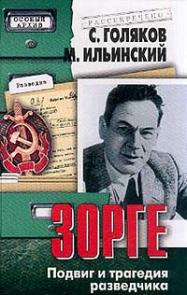 ОСОБЫЙ
АРХИВ
РАССЕКРЕЧЕНО
С. ГОЛЯКОВ
М. ИЛЬИНСКИЙ
Разведка
ЗОРГЕ
Подвиг и трагедия
разведчика